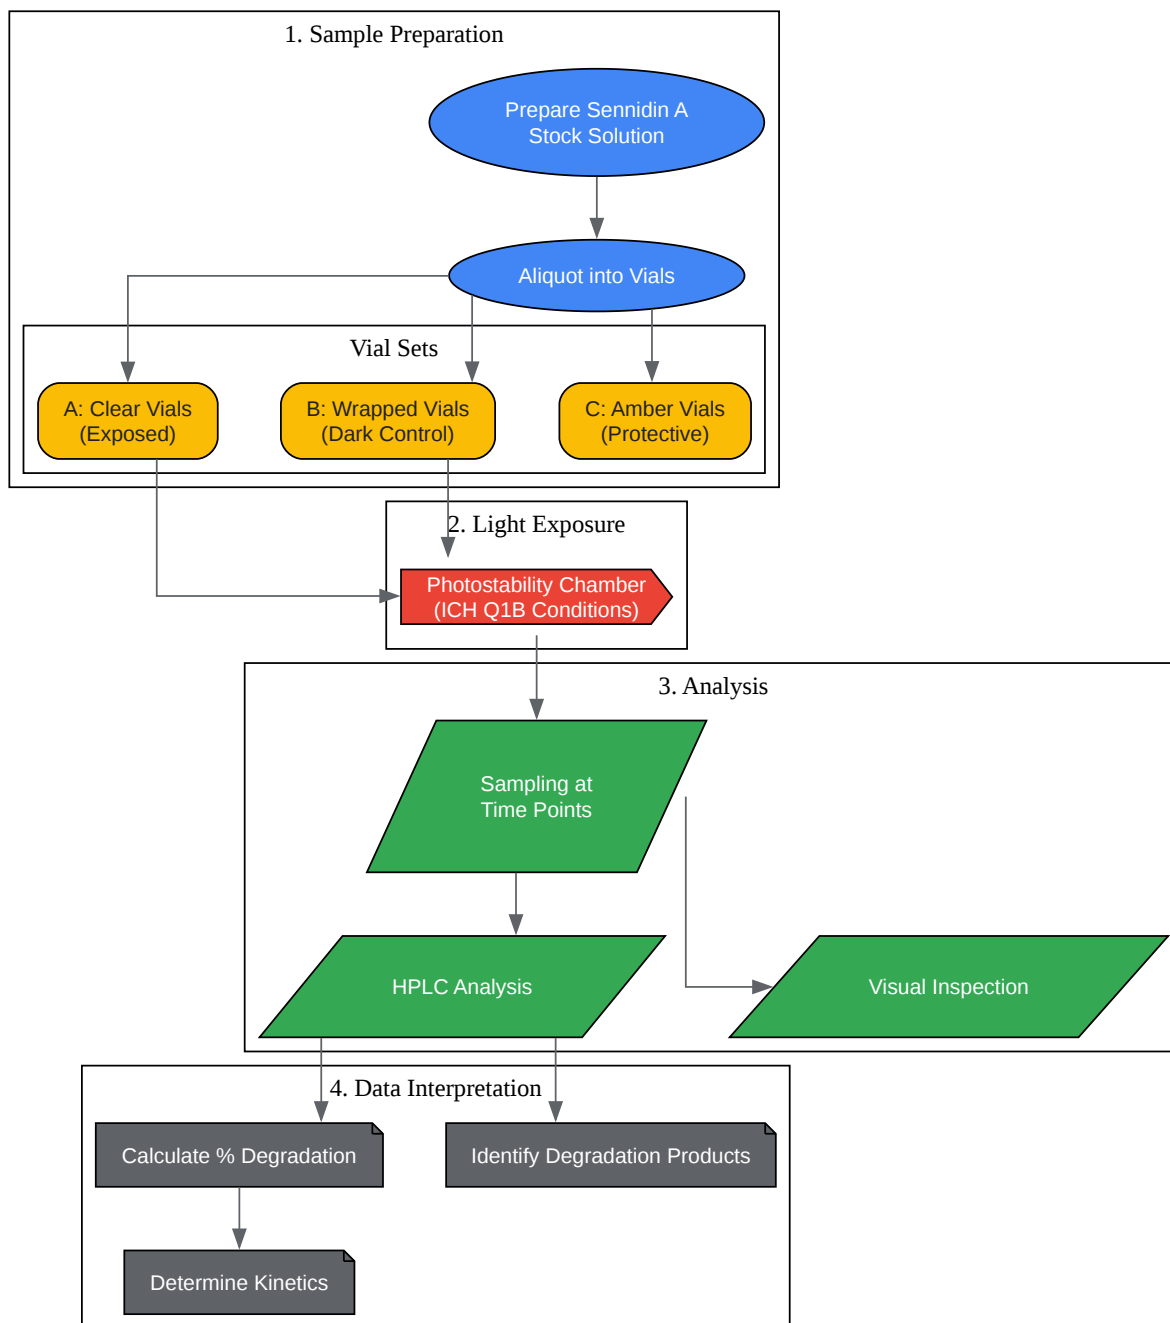 1. Sample Preparation
Prepare Sennidin A
Stock Solution
Aliquot into Vials
Vial Sets
A: Clear Vials
(Exposed)
B: Wrapped Vials
(Dark Control)
C: Amber Vials
(Protective)
2. Light Exposure
Photostability Chamber
(ICH Q1B Conditions)
3. Analysis
Sampling at
Time Points
HPLC Analysis
Visual Inspection
4. Data Interpretation
Calculate % Degradation
Identify Degradation Products
Determine Kinetics